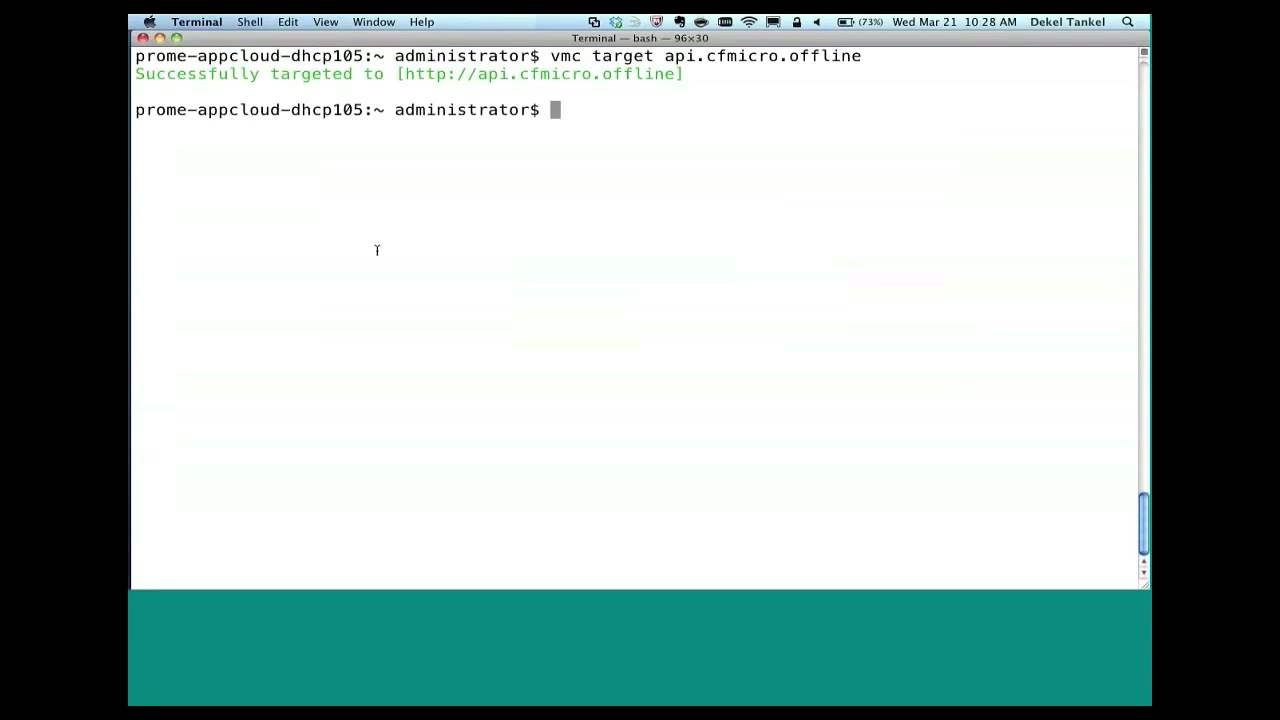 Terminal Shell Edit View Window Help (73%) Wed Mar 21 10:28 AM Dekel Tankel
Terminal — bash — 96×30
prome-appcloud-dhcp105:~ administrator$ vmc target api.cfmicro.offline
Successfully targeted to [http://api.cfmicro.offline]
prome-appcloud-dhcp105:~ administrator$